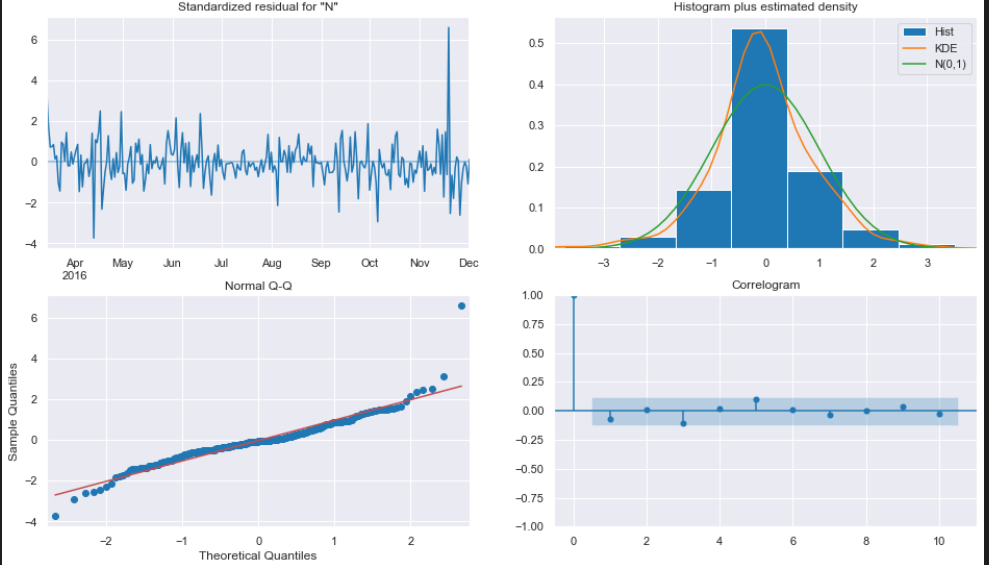 Standardized residual for "N"
6
4
2
0
−2
−4
Apr
2016
May
Jun
Jul
Aug
Sep
Oct
Nov
Dec
Histogram plus estimated density
Hist
KDE
N(0,1)
0.5
0.4
0.3
0.2
0.1
0.0
−3
−2
−1
0
1
2
3
Normal Q-Q
Sample Quantiles
6
4
2
0
−2
−4
−2
−1
0
1
2
Theoretical Quantiles
Correlogram
1.00
0.75
0.50
0.25
0.00
−0.25
−0.50
−0.75
−1.00
0
2
4
6
8
10